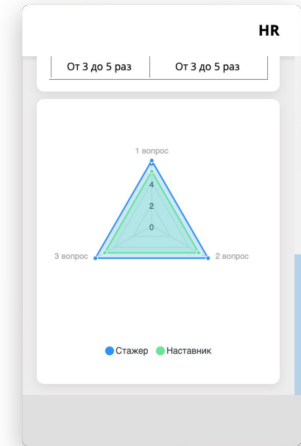 HR
От 3 до 5 раз От 3 до 5 раз
1 вопрос
4
2
0
3 вопрос 2 вопрос
Стажер Наставник